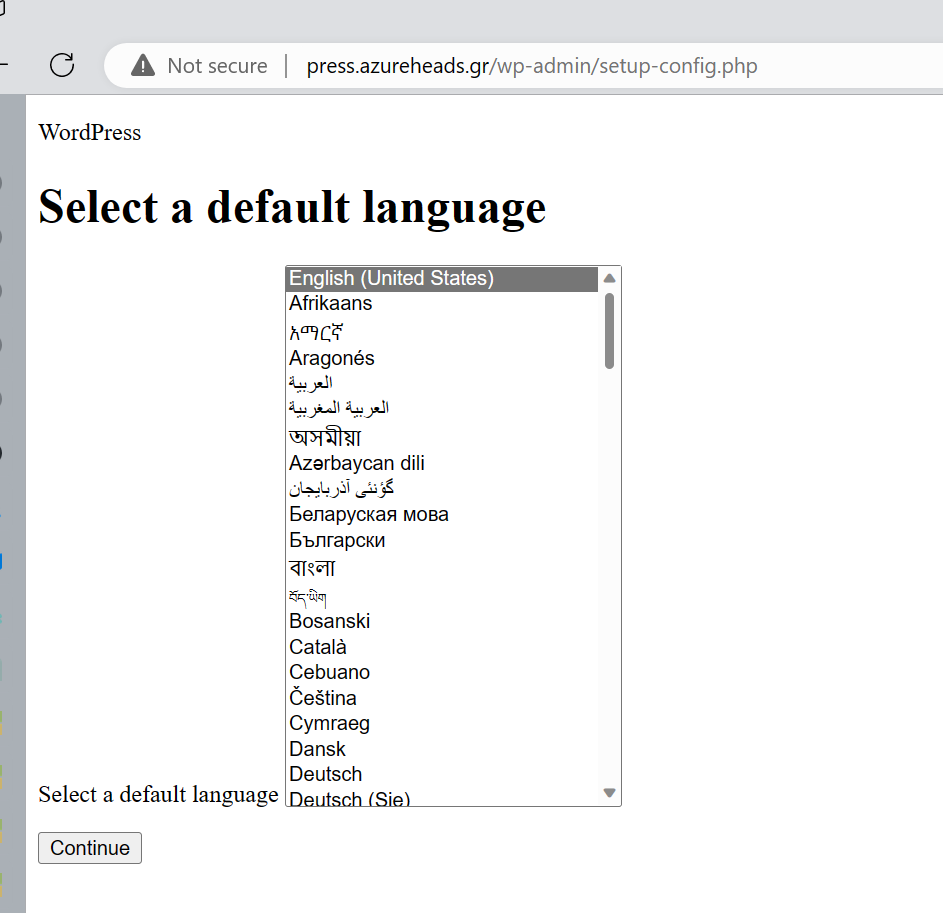 Not secure | press.azureheads.gr/wp-admin/setup-config.php
WordPress
Select a default language
English (United States)
Afrikaans
አማርኛ
Aragonés
العربية
العربية المغربية
অসমীয়া
Azərbaycan dili
گؤنئی آذربایجان
Беларуская мова
Български
বাংলা
བོད་ཡིག
Bosanski
Català
Cebuano
Čeština
Cymraeg
Dansk
Deutsch
Select a default language
Deutsch (Sie)
Continue